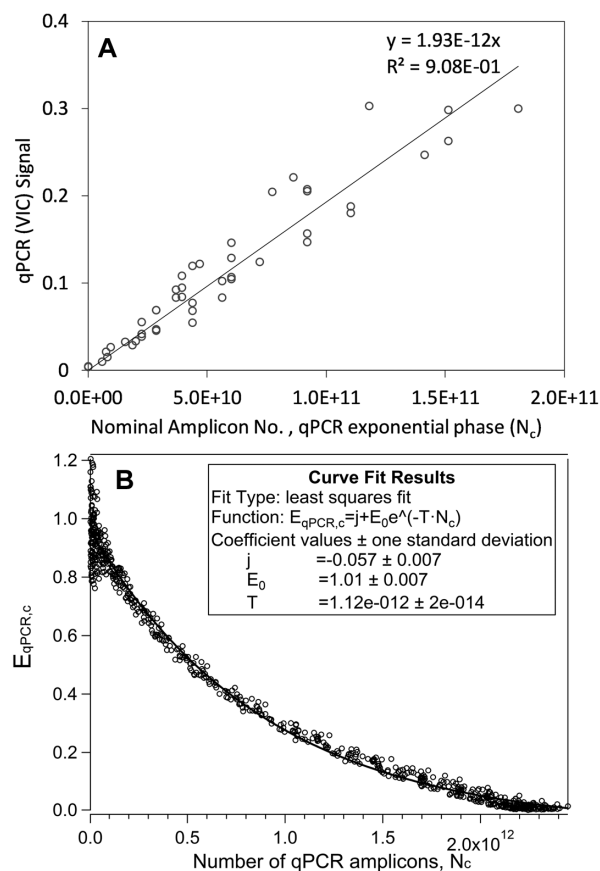 A
y = 1.93E-12x
R² = 9.08E-01
0.4
0.3
0.2
0.1
0
qPCR (VIC) Signal
0.0E+00 5.0E+10 1.0E+11 1.5E+11 2.0E+11
Nominal Amplicon No. , qPCR exponential phase (Nc)
B
Curve Fit Results
Fit Type: least squares fit
Function: EqPCR,c=j+E0e^(-T·Nc)
Coefficient values ± one standard deviation
j =-0.057 ± 0.007
E0 =1.01 ± 0.007
T =1.12e-012 ± 2e-014
1.2
1.0
0.8
0.6
0.4
0.2
0.0
EqPCR,c
0.0 0.5 1.0 1.5 2.0x10¹²
Number of qPCR amplicons, Nc